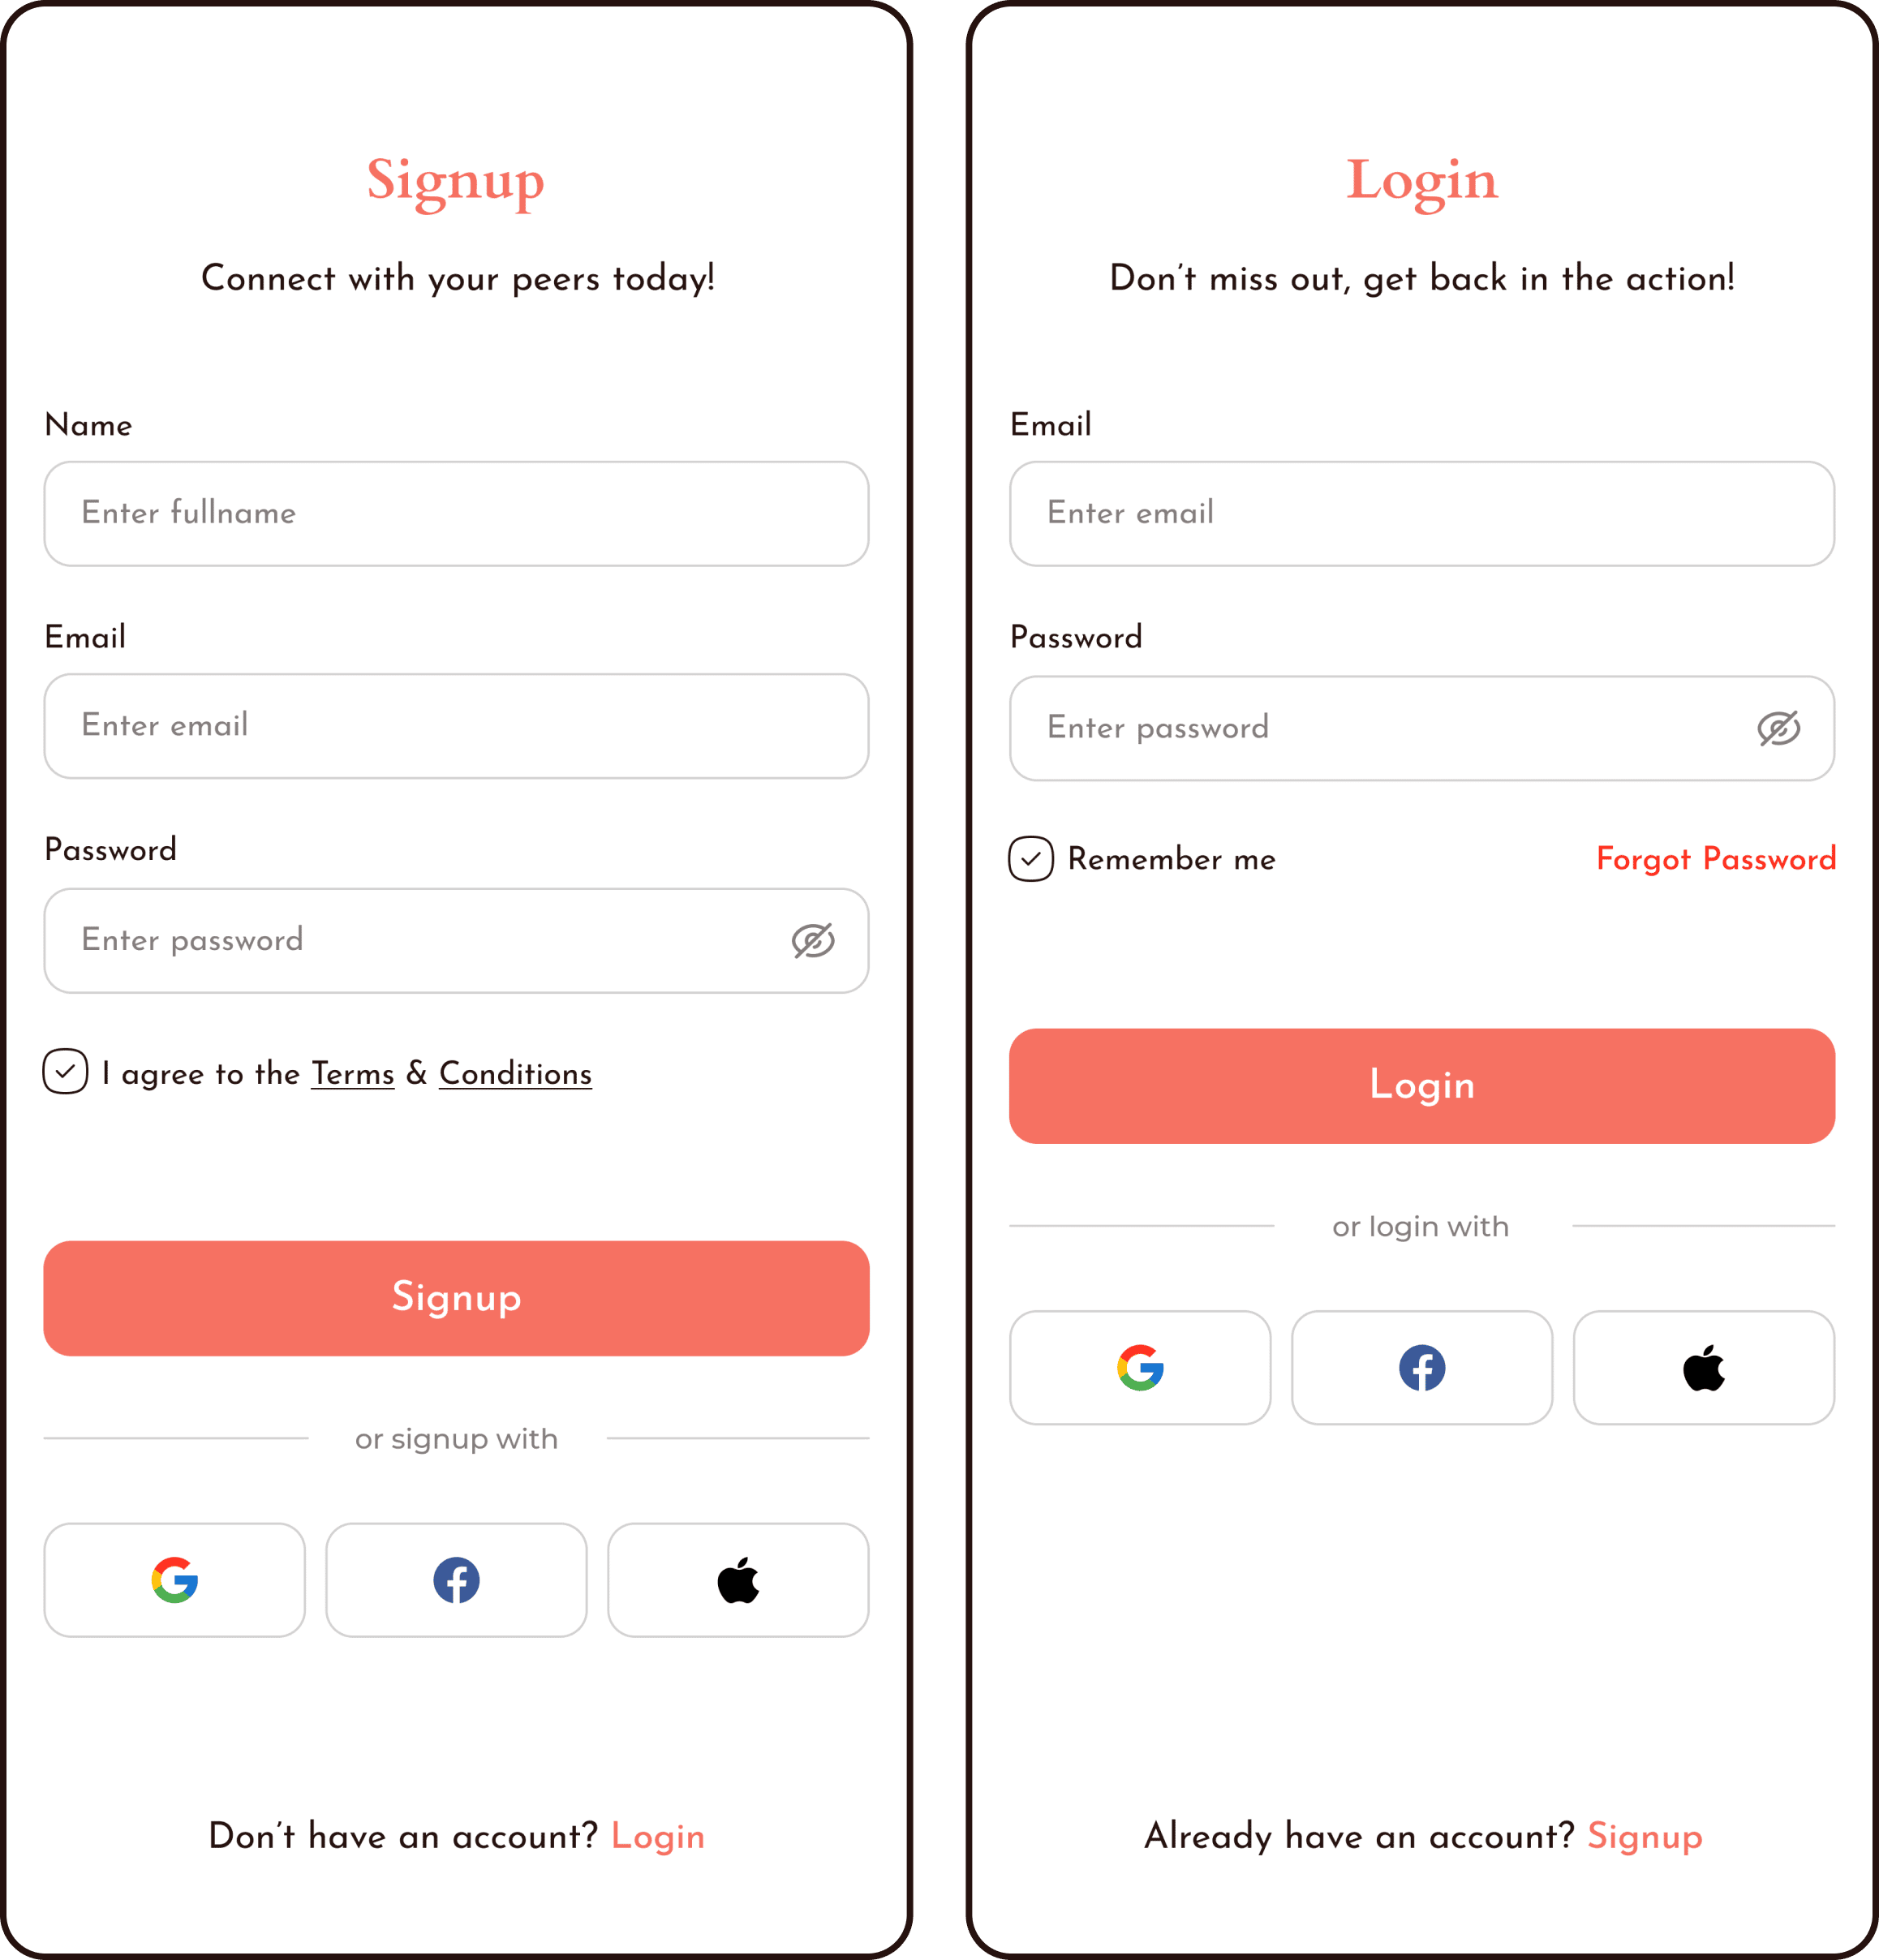 Signup
Connect with your peers today!
Name
Enter fullname
Email
Enter email
Password
Enter password
I agree to the Terms & Conditions
Signup
or signup with
Don’t have an account? Login
Login
Don’t miss out, get back in the action!
Email
Enter email
Password
Enter password
Remember me
Forgot Password
Login
or login with
Already have an account? Signup